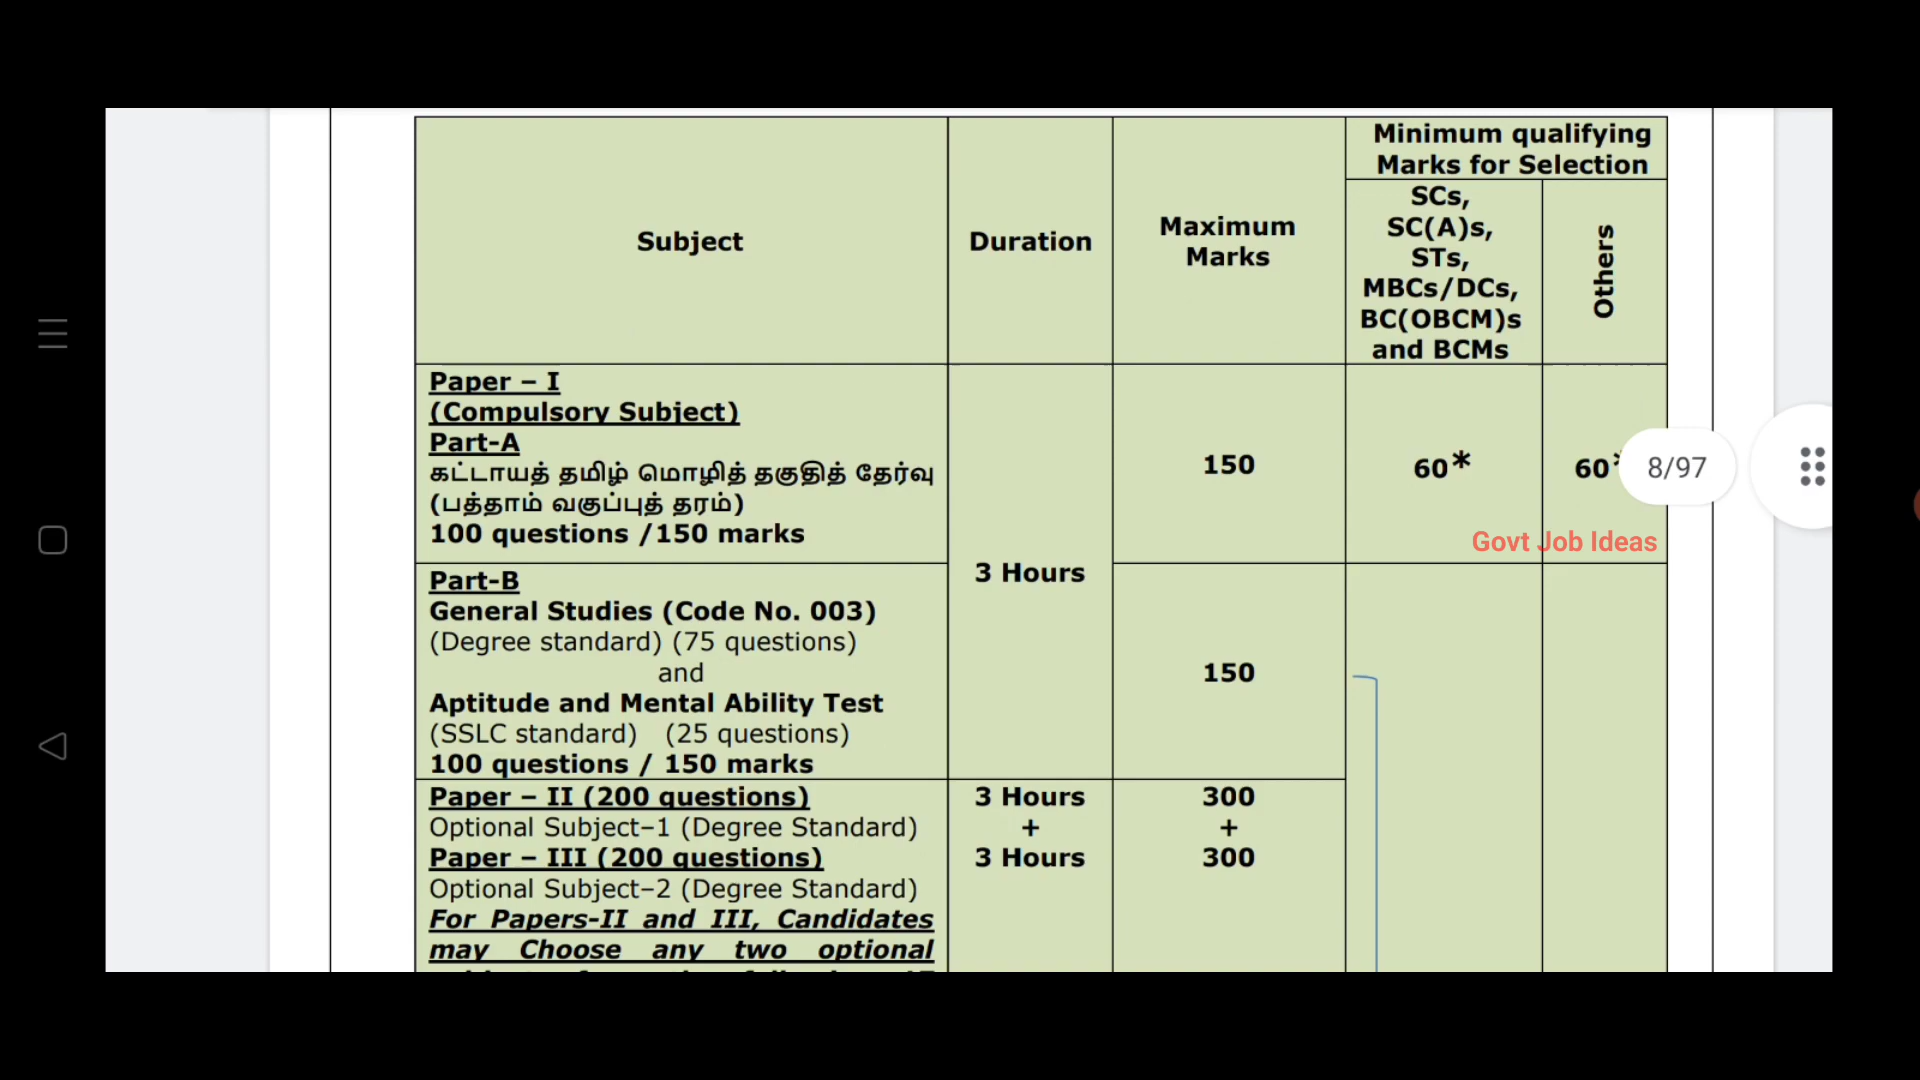 Minimum qualifying
Marks for Selection
Subject
Duration
Maximum
Marks
SCs,
SC(A)s,
STs,
MBCs/DCs,
BC(OBCM)s
and BCMs
Others
Paper – I
(Compulsory Subject)
Part-A
கட்டாயத் தமிழ் மொழித் தகுதித் தேர்வு
(பத்தாம் வகுப்புத் தரம்)
100 questions /150 marks
150
60*
60*
8/97
Govt Job Ideas
3 Hours
Part-B
General Studies (Code No. 003)
(Degree standard) (75 questions)
and
Aptitude and Mental Ability Test
(SSLC standard) (25 questions)
100 questions / 150 marks
150
Paper – II (200 questions)
Optional Subject–1 (Degree Standard)
Paper – III (200 questions)
Optional Subject–2 (Degree Standard)
For Papers-II and III, Candidates
may Choose any two optional
3 Hours
+
3 Hours
300
+
300